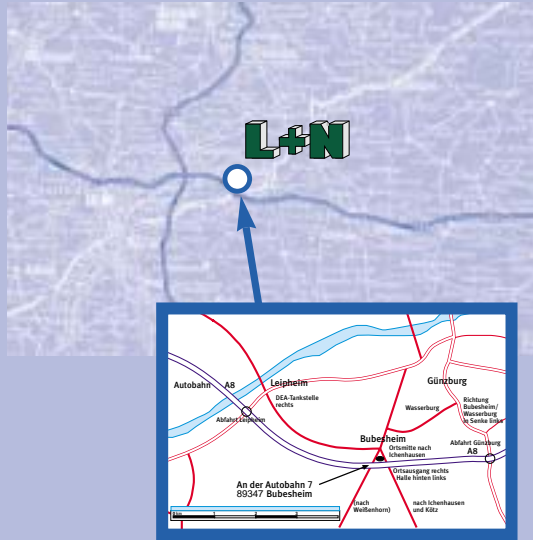 L+N
Autobahn A8
Leipheim
DEA-Tankstelle
rechts
Abfahrt Leipheim
Günzburg
Wasserburg
Richtung
Bubesheim/
Wasserburg
in Senke links
Bubesheim
Ortsmitte nach
Ichenhausen
Abfahrt Günzburg
A8
Ortsausgang rechts
Halle hinten links
An der Autobahn 7
89347 Bubesheim
(nach
Weißenhorn)
nach Ichenhausen
und Kötz
1